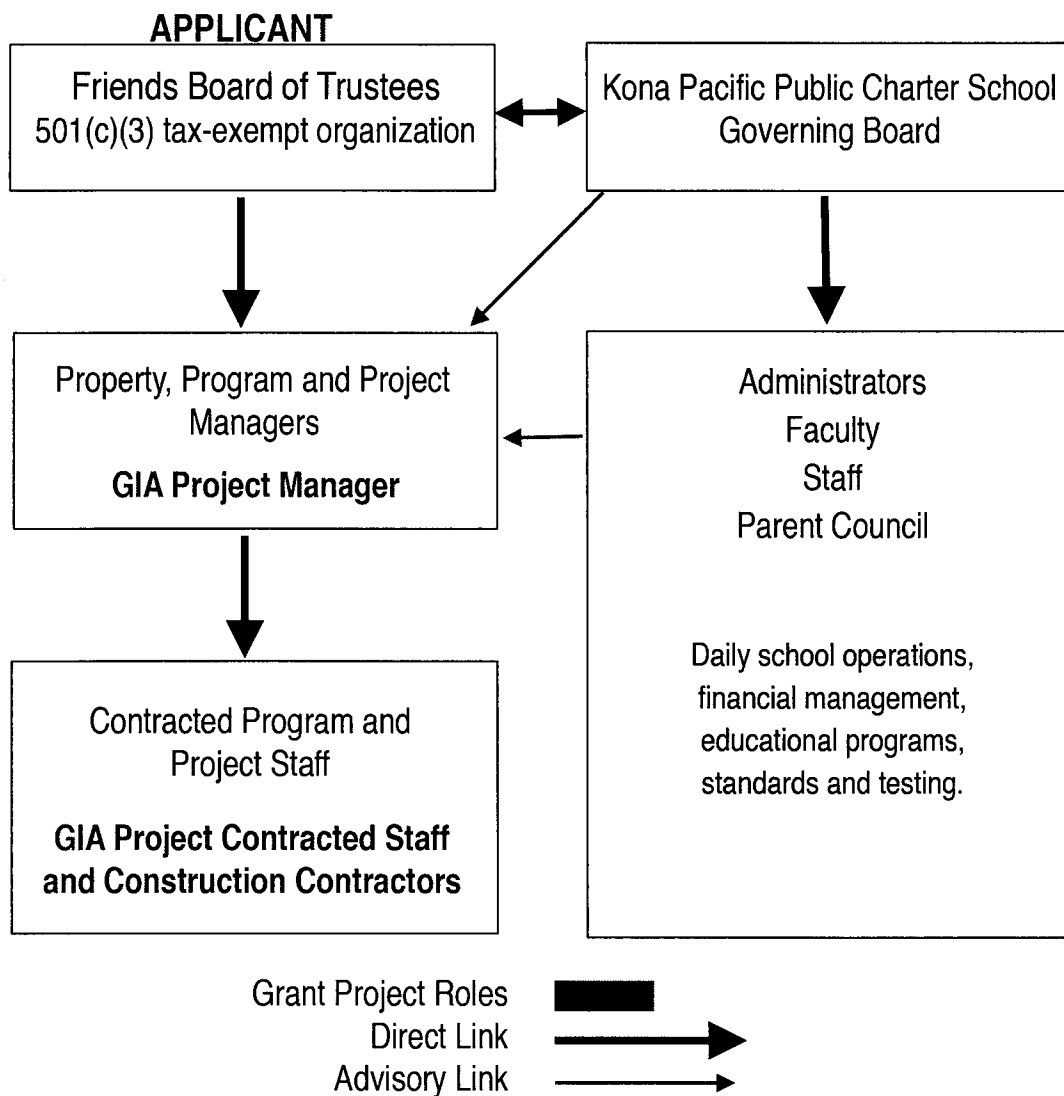 APPLICANT
Friends Board of Trustees
501(c)(3) tax-exempt organization
Kona Pacific Public Charter School
Governing Board
Property, Program and Project
Managers
GIA Project Manager
Administrators
Faculty
Staff
Parent Council
Daily school operations,
financial management,
educational programs,
standards and testing.
Contracted Program and
Project Staff
GIA Project Contracted Staff
and Construction Contractors
Grant Project Roles
Direct Link
Advisory Link